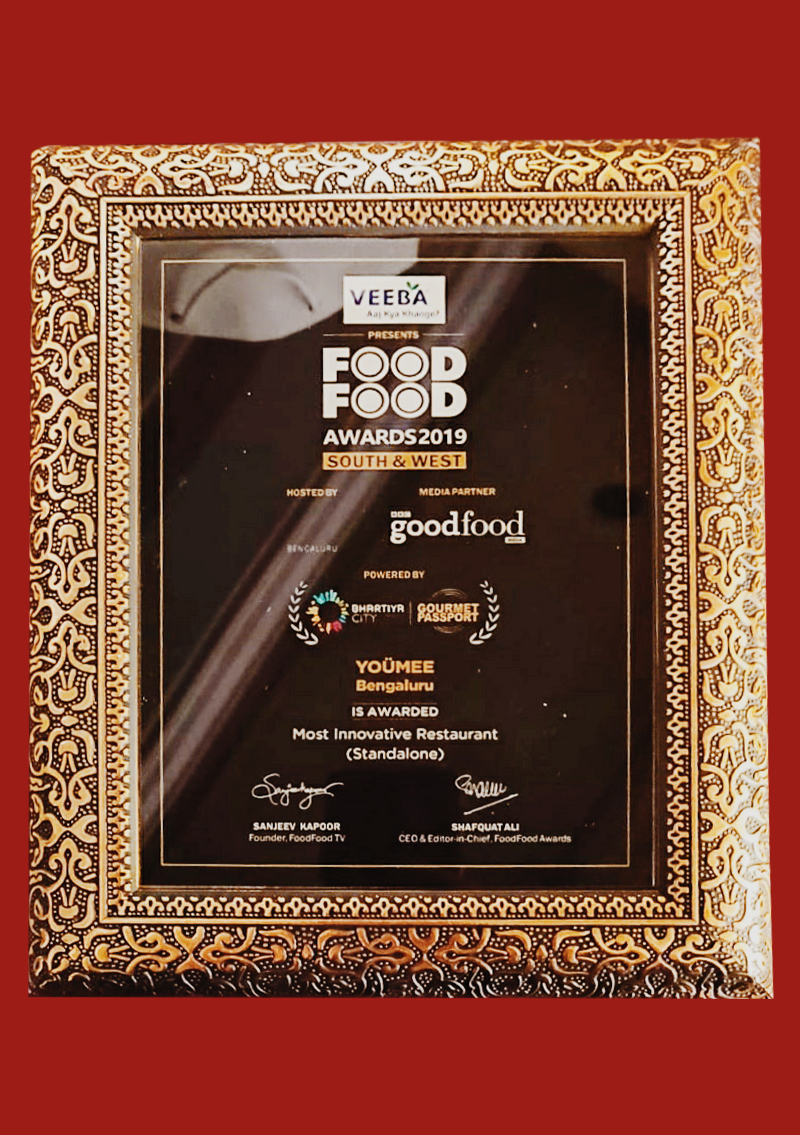 VEEBA
Aaj Kya Khaoge?
PRESENTS
FOOD
FOOD
AWARDS2019
SOUTH & WEST
HOSTED BY
MEDIA PARTNER
BENGALURU
BBC
goodfood
INDIA
POWERED BY
BHARTIYA
CITY
GOURMET
PASSPORT
YOÜMEE
Bengaluru
IS AWARDED
Most Innovative Restaurant
(Standalone)
SANJEEV KAPOOR
SHAFQUAT ALI
Founder, FoodFood TV
CEO & Editor-in-Chief, FoodFood Awards